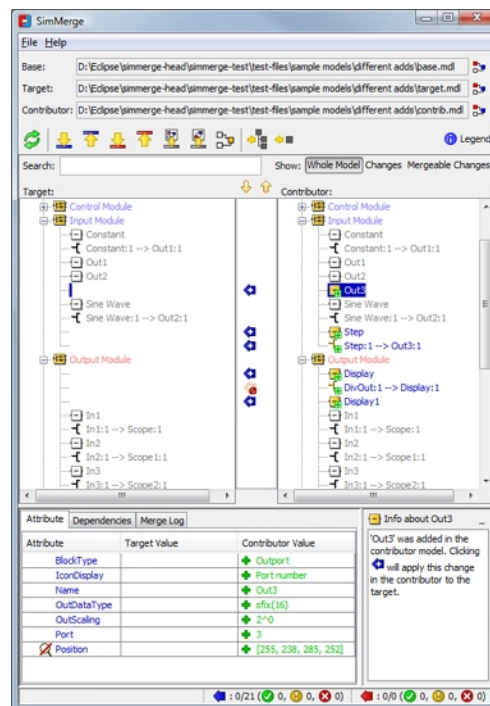 SimMerge
File Help
Base: D:\Eclipse\simmerge-head\simmerge-test\test-files\sample models\different adds\base.mdl
Target: D:\Eclipse\simmerge-head\simmerge-test\test-files\sample models\different adds\target.mdl
Contributor: D:\Eclipse\simmerge-head\simmerge-test\test-files\sample models\different adds\contrib.mdl
Legend
Search: Show: Whole Model Changes Mergeable Changes
Target: Contributor:
Control Module Control Module
Input Module Input Module
Constant Constant
Constant:1 --> Out1:1 Constant:1 --> Out1:1
Out1 Out1
Out2 Out2
Out3
Sine Wave Sine Wave
Sine Wave:1 --> Out2:1 Sine Wave:1 --> Out2:1
Step
Step:1 --> Out3:1
Output Module Output Module
Display
DivOut:1 --> Display:1
Display1
In1 In1
In1:1 --> Scope:1 In1:1 --> Scope:1
In2 In2
In2:1 --> Scope1:1 In2:1 --> Scope1:1
In3 In3
In3:1 --> Scope2:1 In3:1 --> Scope2:1
Attribute Dependencies Merge Log
Attribute Target Value Contributor Value
BlockType Outport
IconDisplay Port number
Name Out3
OutDataType sfix(16)
OutScaling 2^0
Port 3
Position [255, 238, 285, 252]
Info about Out3
'Out3' was added in the
contributor model. Clicking
will apply this change
in the contributor to the
target.
: 0/21 ( 0, 0, 0) : 0/0 ( 0, 0, 0)